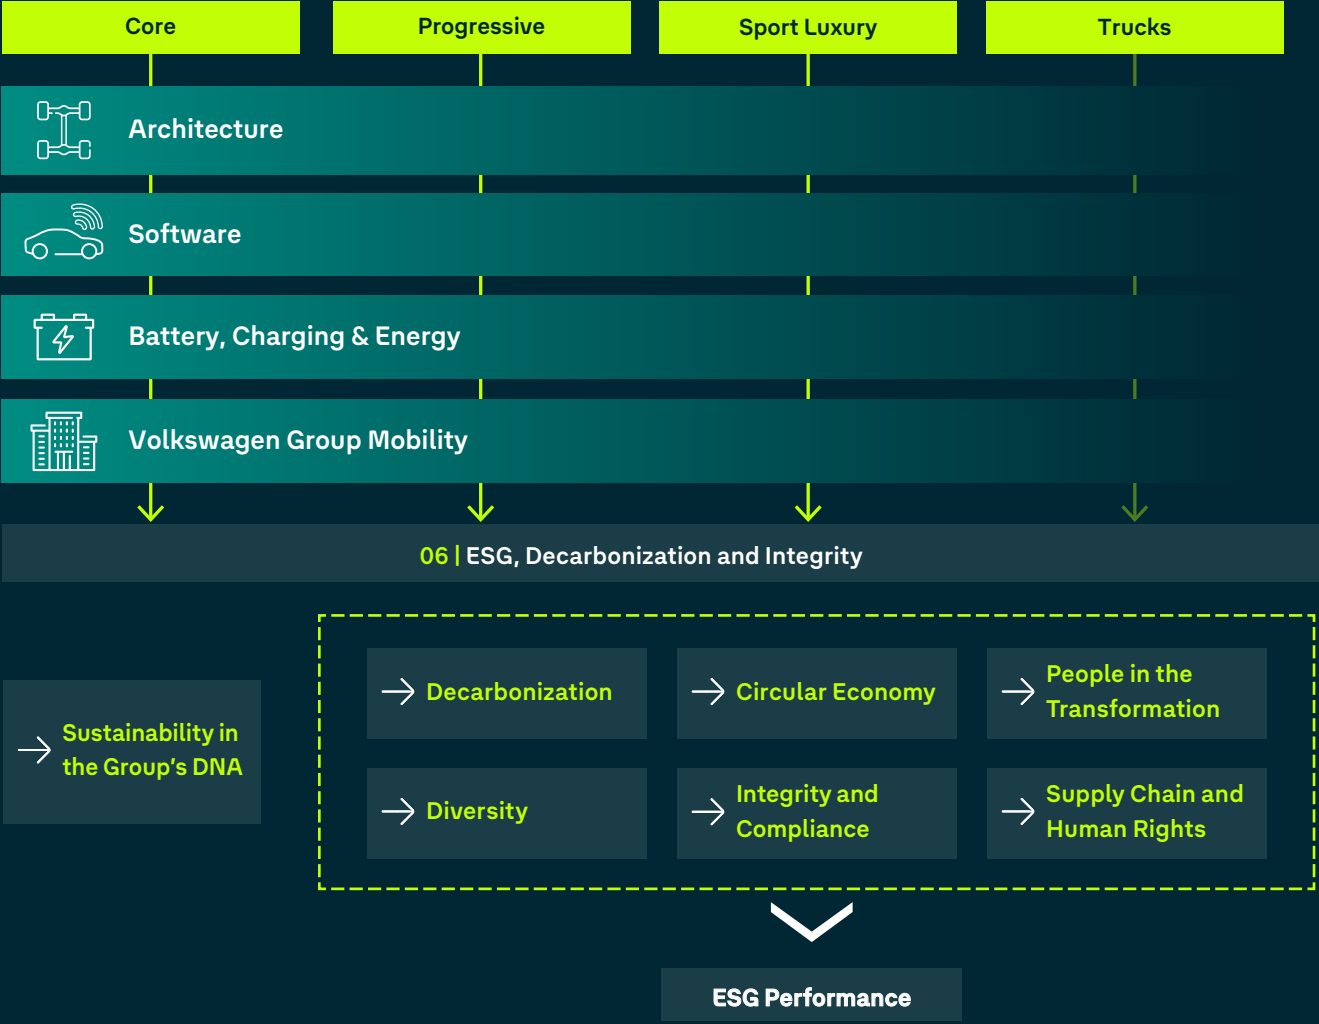 Core
Progressive
Sport Luxury
Trucks
Architecture
Software
Battery, Charging & Energy
Volkswagen Group Mobility
06 | ESG, Decarbonization and Integrity
Sustainability in
the Group’s DNA
Decarbonization
Circular Economy
People in the
Transformation
Diversity
Integrity and
Compliance
Supply Chain and
Human Rights
ESG Performance